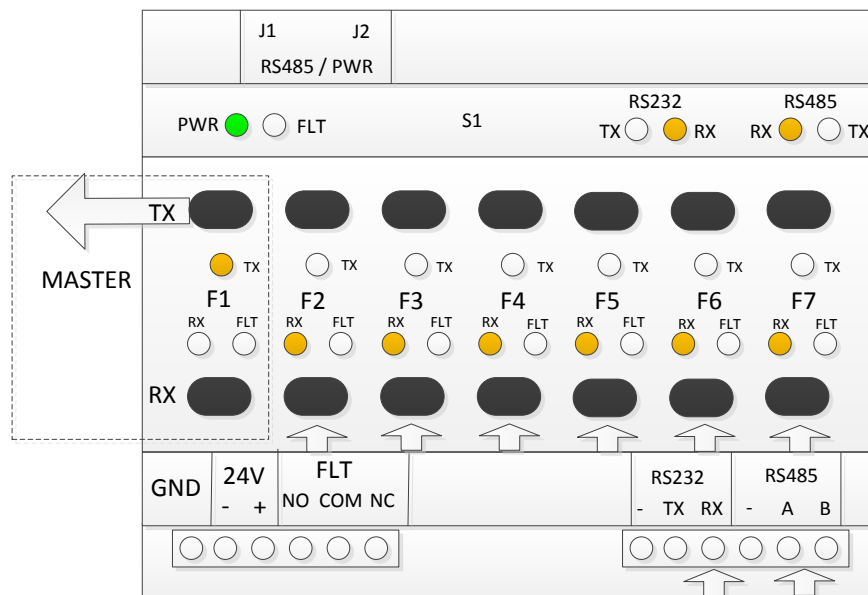 J1 J2
RS485 / PWR
RS232 RS485
PWR FLT S1 TX RX RX TX
TX
TX TX TX TX TX TX TX
MASTER
F1 F2 F3 F4 F5 F6 F7
RX FLT RX FLT RX FLT RX FLT RX FLT RX FLT RX FLT
RX
GND 24V FLT RS232 RS485
- + NO COM NC - TX RX - A B